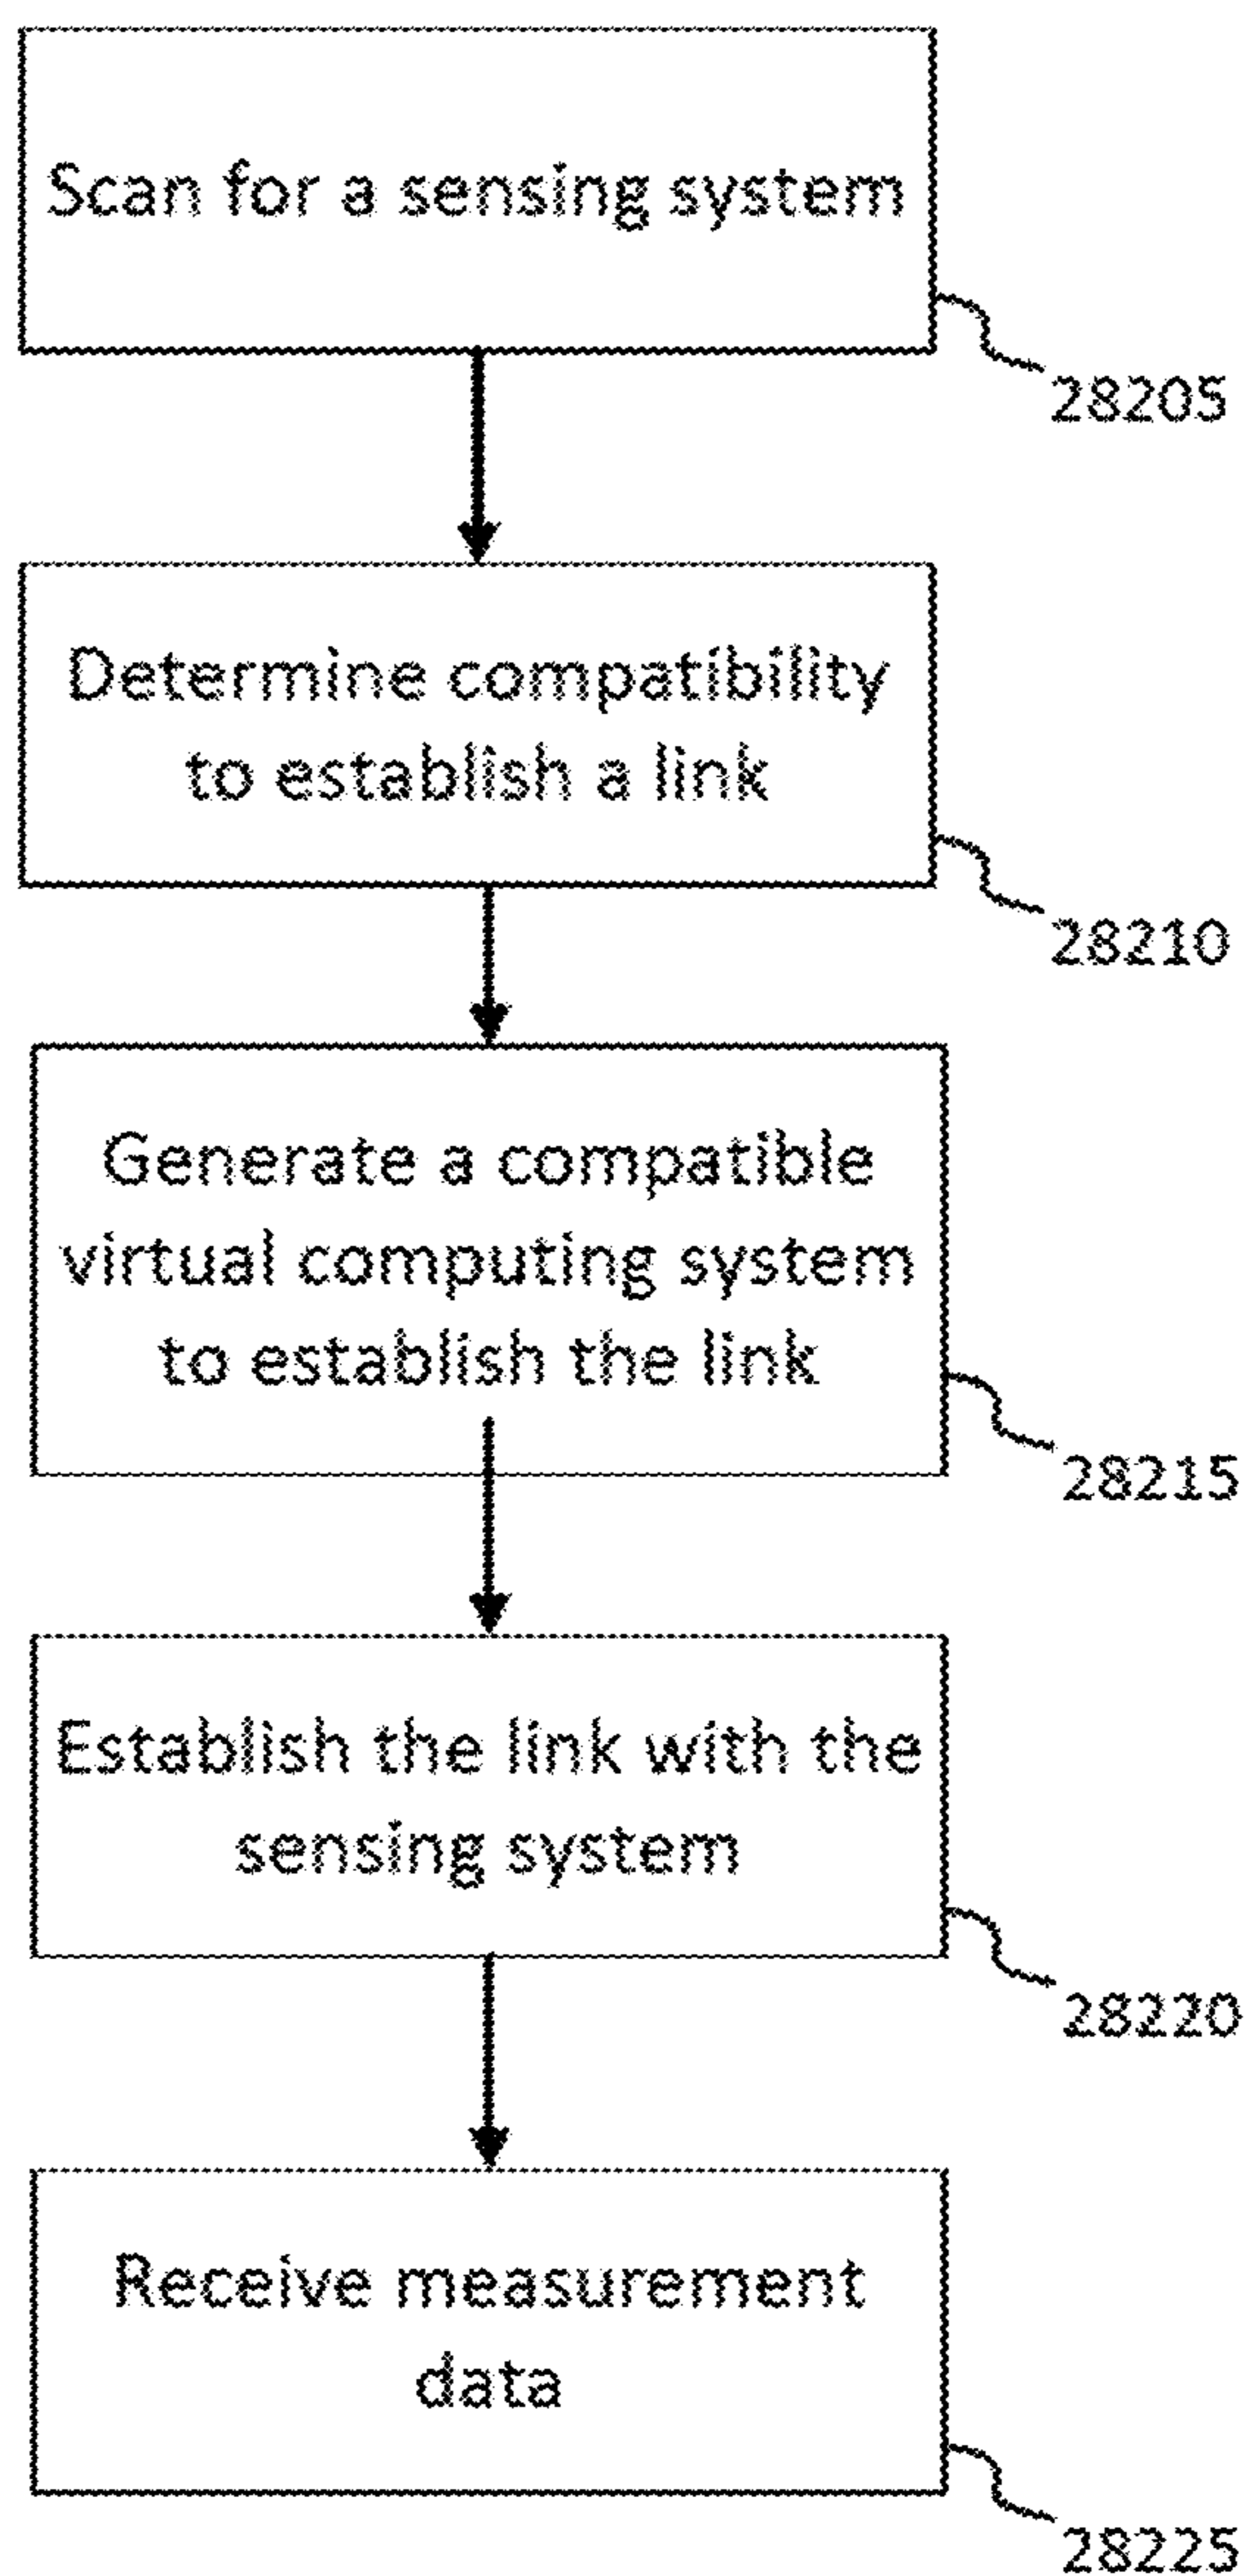 Scan for a sensing system
28205
Determine compatibility
to establish a link
28210
Generate a compatible
virtual computing system
to establish the link
28215
Establish the link with the
sensing system
28220
Receive measurement
data
28225